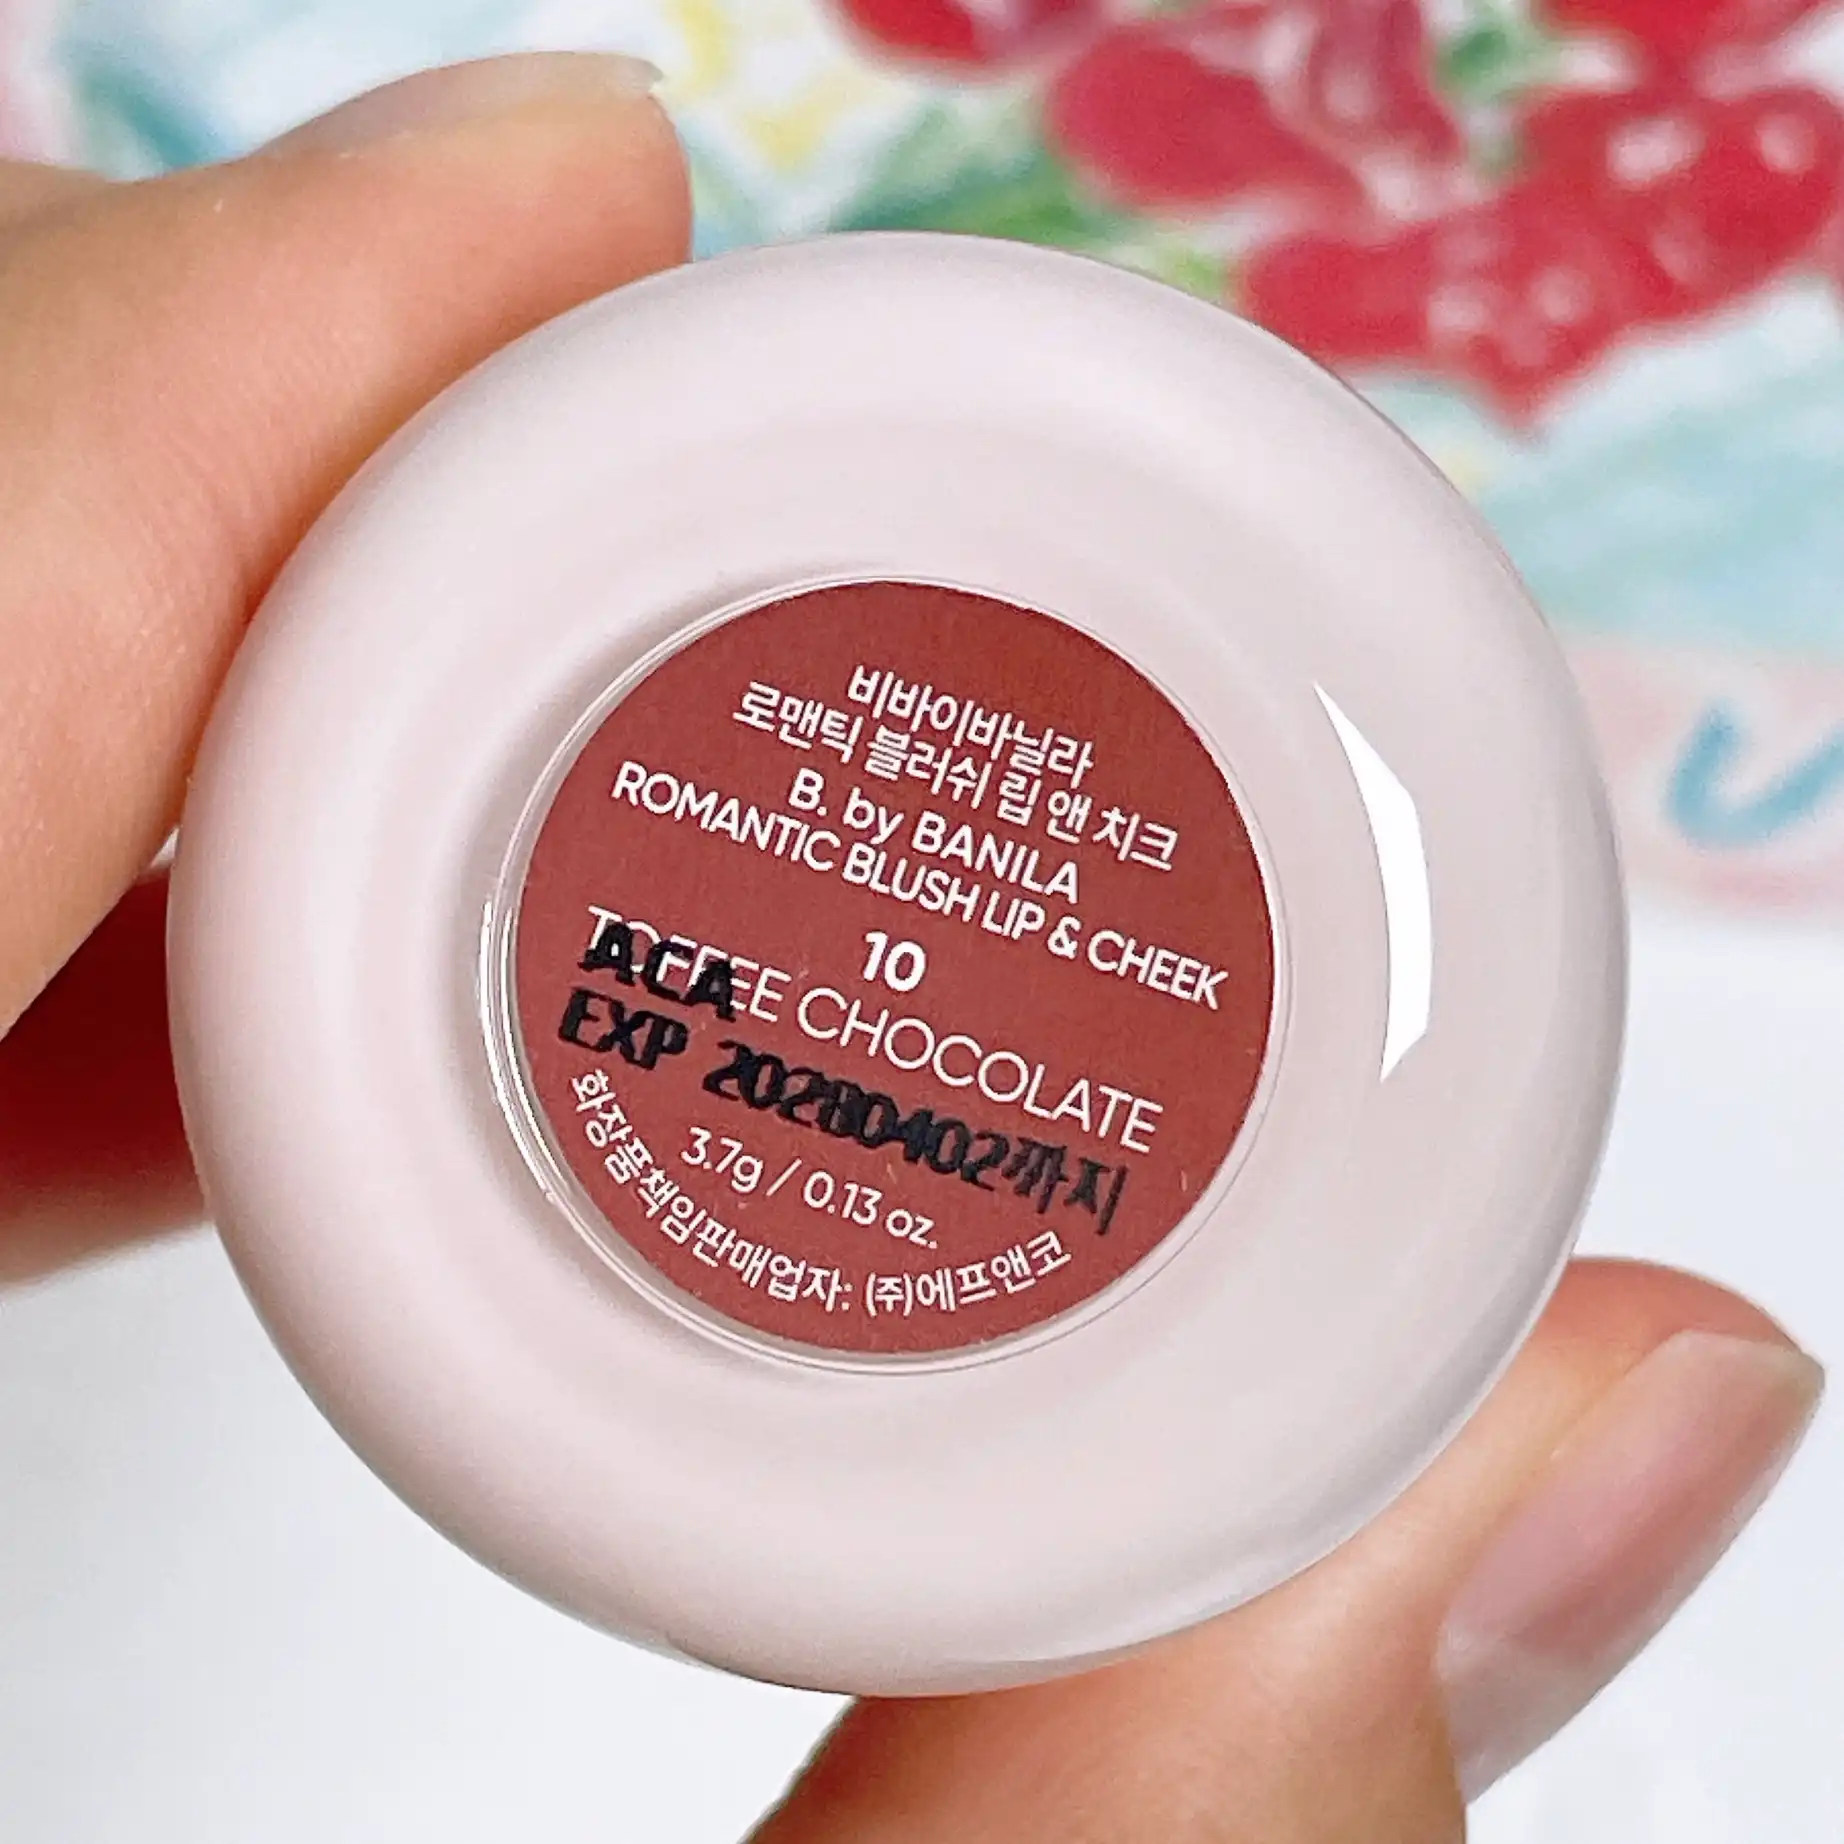 비바이바닐라
로맨틱 블러쉬 립 앤 치크
B. by BANILA
ROMANTIC BLUSH LIP & CHEEK
10
TOFFEE CHOCOLATE
ACA
EXP 20280402까지
3.7g / 0.13 oz.
화장품책임판매업자: (주)에프앤코